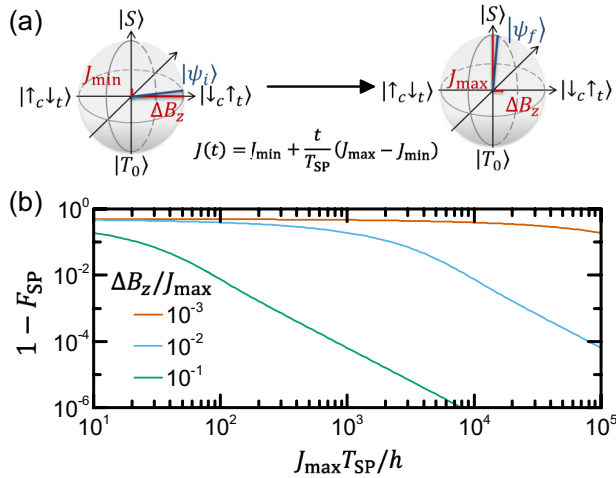 (a)
|S⟩ |S⟩
J_min |ψ_i⟩ |ψ_f⟩
|↑_c↓_t⟩ |↓_c↑_t⟩ |↑_c↓_t⟩ J_max |↓_c↑_t⟩
ΔB_z ΔB_z
|T_0⟩ |T_0⟩
J(t) = J_min + t/T_SP (J_max − J_min)
(b)
10^0
10^-2
10^-4
10^-6
1 − F_SP
ΔB_z/J_max
10^-3
10^-2
10^-1
10^1 10^2 10^3 10^4 10^5
J_max T_SP/h